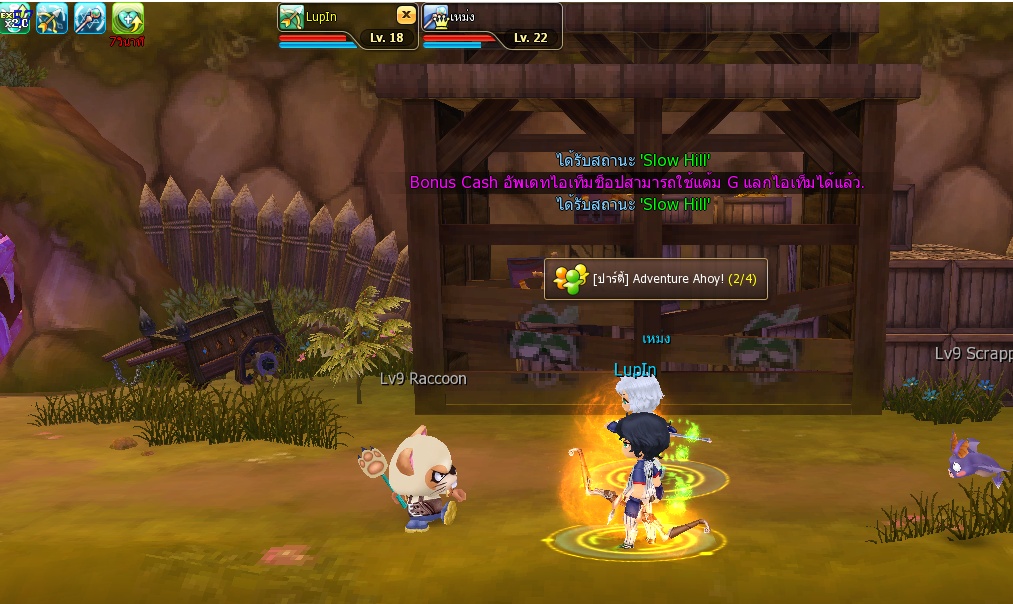 EXP
x2.0
7วินาที
LupIn
Lv. 18
เหม่ง
Lv. 22
ได้รับสถานะ 'Slow Hill'
Bonus Cash อัพเดทไอเท็มช็อปสามารถใช้แต้ม G แลกไอเท็มได้แล้ว.
ได้รับสถานะ 'Slow Hill'
[ปาร์ตี้] Adventure Ahoy! (2/4)
เหม่ง
LupIn
Lv9 Raccoon
Lv9 Scrapp